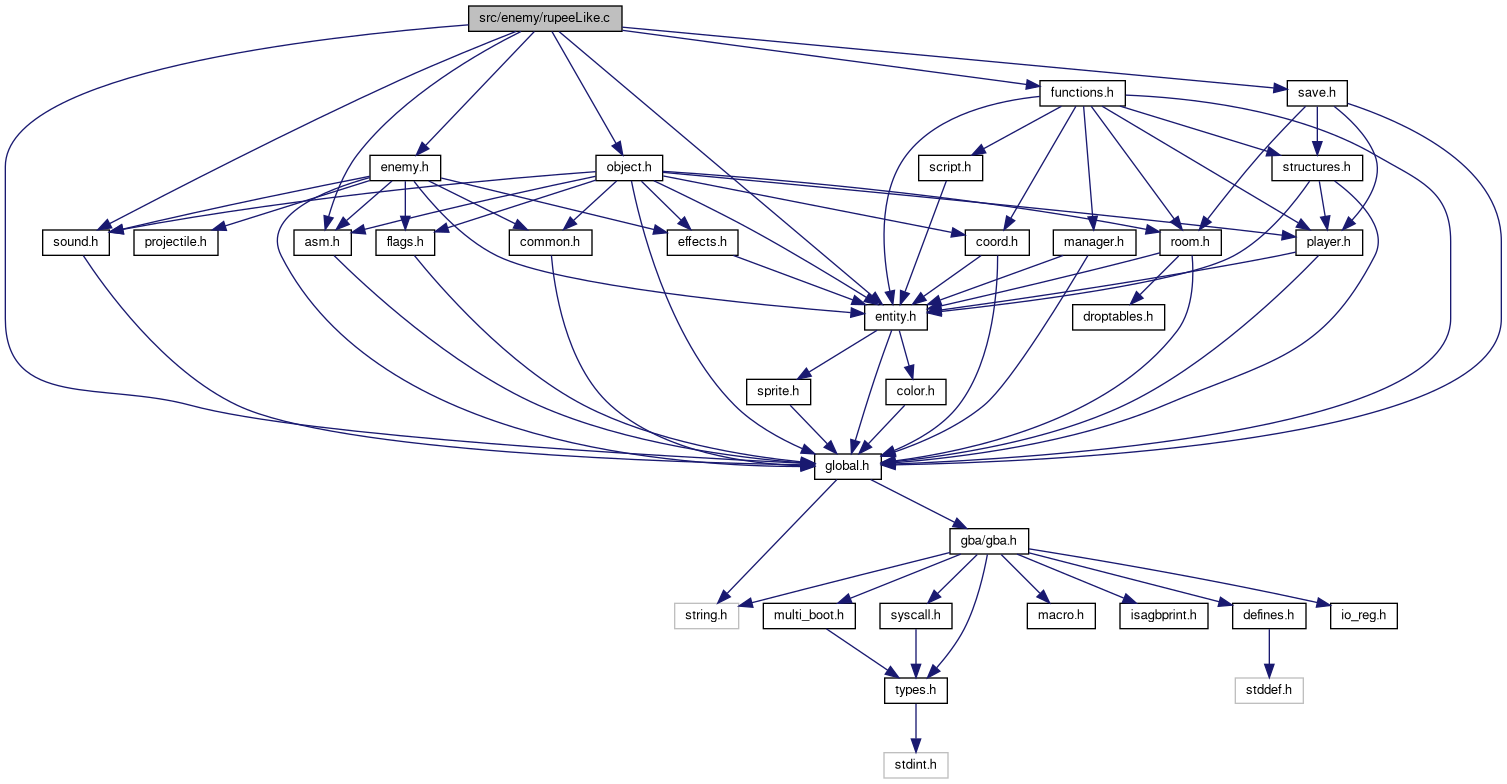 src/enemy/rupeeLike.c
functions.h
save.h
enemy.h
object.h
script.h
structures.h
sound.h
projectile.h
asm.h
flags.h
common.h
effects.h
coord.h
manager.h
room.h
player.h
entity.h
droptables.h
sprite.h
color.h
global.h
gba/gba.h
string.h
multi_boot.h
syscall.h
macro.h
isagbprint.h
defines.h
io_reg.h
types.h
stddef.h
stdint.h